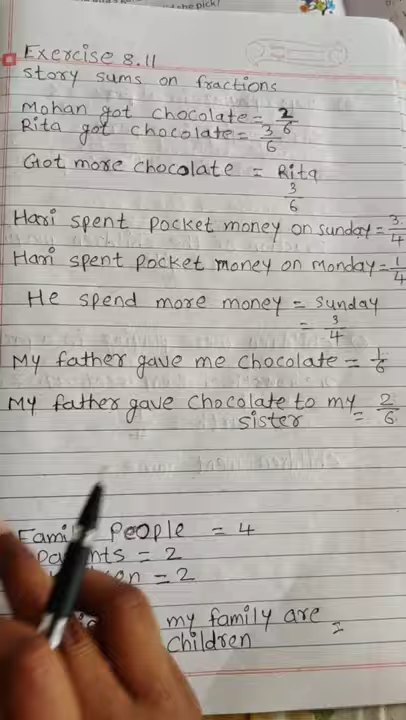 the pick!
Exercise 8.11
story sums on fractions
Mohan got chocolate = 2/6
Rita got chocolate = 3/6
Got more chocolate = Rita
3/6
Hari spent pocket money on sunday = 3/4
Hari spent pocket money on monday = 1/4
He spend more money = sunday
= 3/4
My father gave me chocolate = 1/6
My father gave chocolate to my = 2/6
sister
people = 4
= 2
= 2
my family are =
children